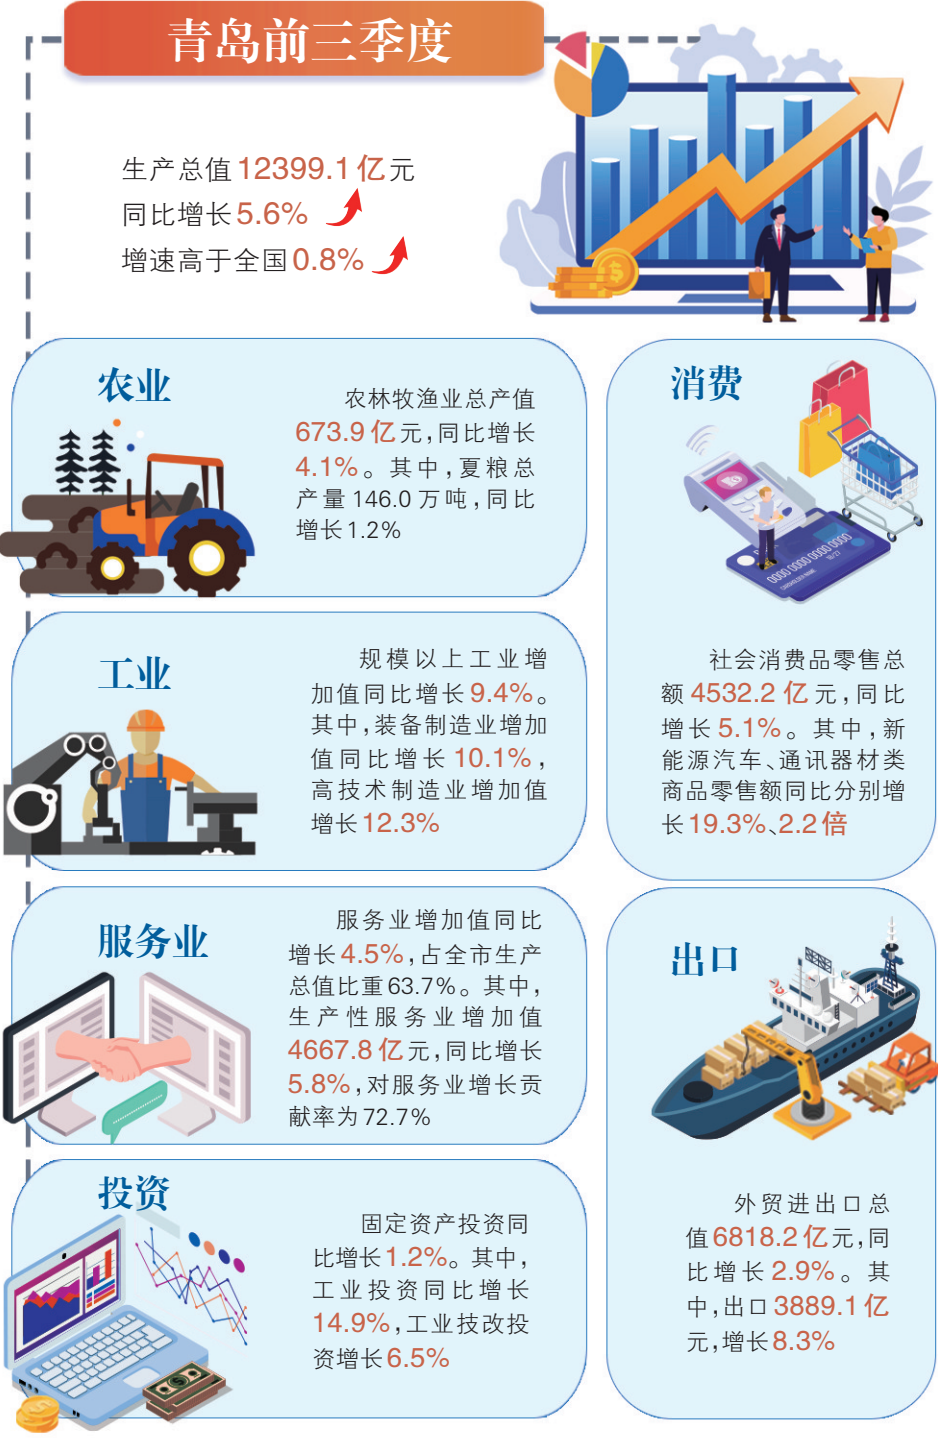 青岛前三季度
生产总值12399.1亿元
同比增长5.6%
增速高于全国0.8%
农业
农林牧渔业总产值
673.9亿元,同比增长
4.1%。其中,夏粮总
产量146.0万吨,同比
增长1.2%
工业
规模以上工业增
加值同比增长9.4%。
其中,装备制造业增加
值同比增长10.1%,
高技术制造业增加值
增长12.3%
服务业
服务业增加值同比
增长4.5%,占全市生产
总值比重63.7%。其中,
生产性服务业增加值
4667.8亿元,同比增长
5.8%,对服务业增长贡
献率为72.7%
投资
固定资产投资同
比增长1.2%。其中,
工业投资同比增长
14.9%,工业技改投
资增长6.5%
消费
0000 0000 0000 0000
10/27
CARDHOLDER NAME
社会消费品零售总
额4532.2亿元,同比
增长5.1%。其中,新
能源汽车、通讯器材类
商品零售额同比分别增
长19.3%、2.2倍
出口
外贸进出口总
值6818.2亿元,同
比增长2.9%。其
中,出口3889.1亿
元,增长8.3%